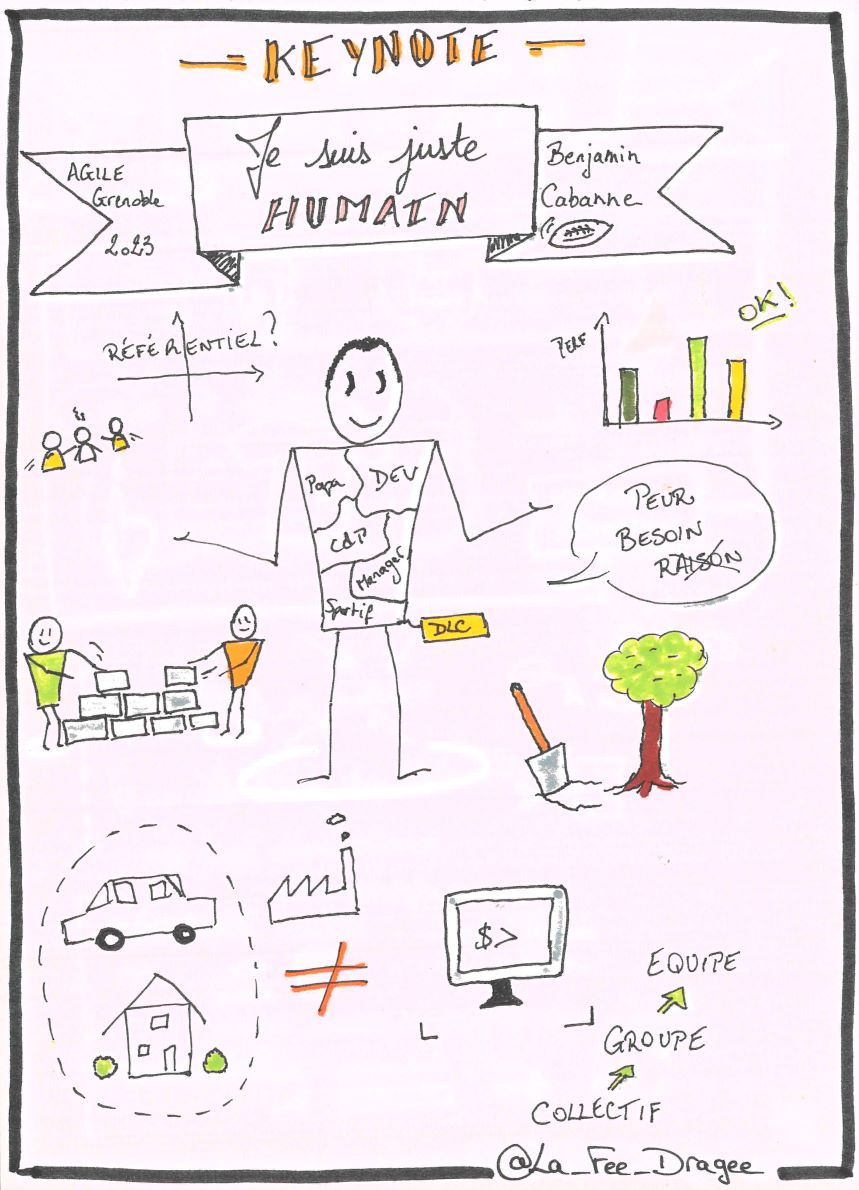 KEYNOTE
Je suis juste
HUMAIN
AGILE
Grenoble
2023
Benjamin
Cabanne
RÉFÉRENTIEL?
PERF
OK!
Papa
DEV
CdP
Manager
Sportif
DLC
PEUR
BESOIN
RAISON
$>
EQUIPE
GROUPE
COLLECTIF
@La_Fee_Dragee